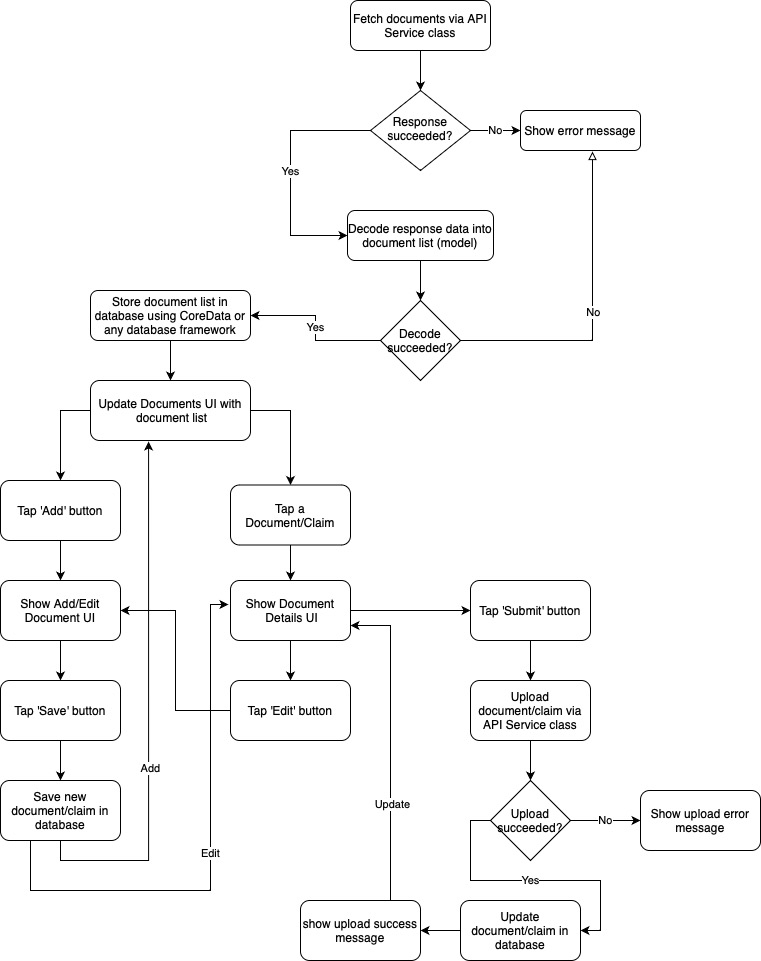 Fetch documents via API
Service class
Response
succeeded?
No
Show error message
Yes
Decode response data into
document list (model)
Store document list in
database using CoreData or
any database framework
Yes
Decode
succeeded?
No
Update Documents UI with
document list
Tap 'Add' button
Tap a
Document/Claim
Show Add/Edit
Document UI
Show Document
Details UI
Tap 'Submit' button
Tap 'Save' button
Tap 'Edit' button
Upload
document/claim via
API Service class
Add
Save new
document/claim in
database
Update
Upload
succeeded?
No
Show upload error
message
Edit
Yes
show upload success
message
Update
document/claim in
database